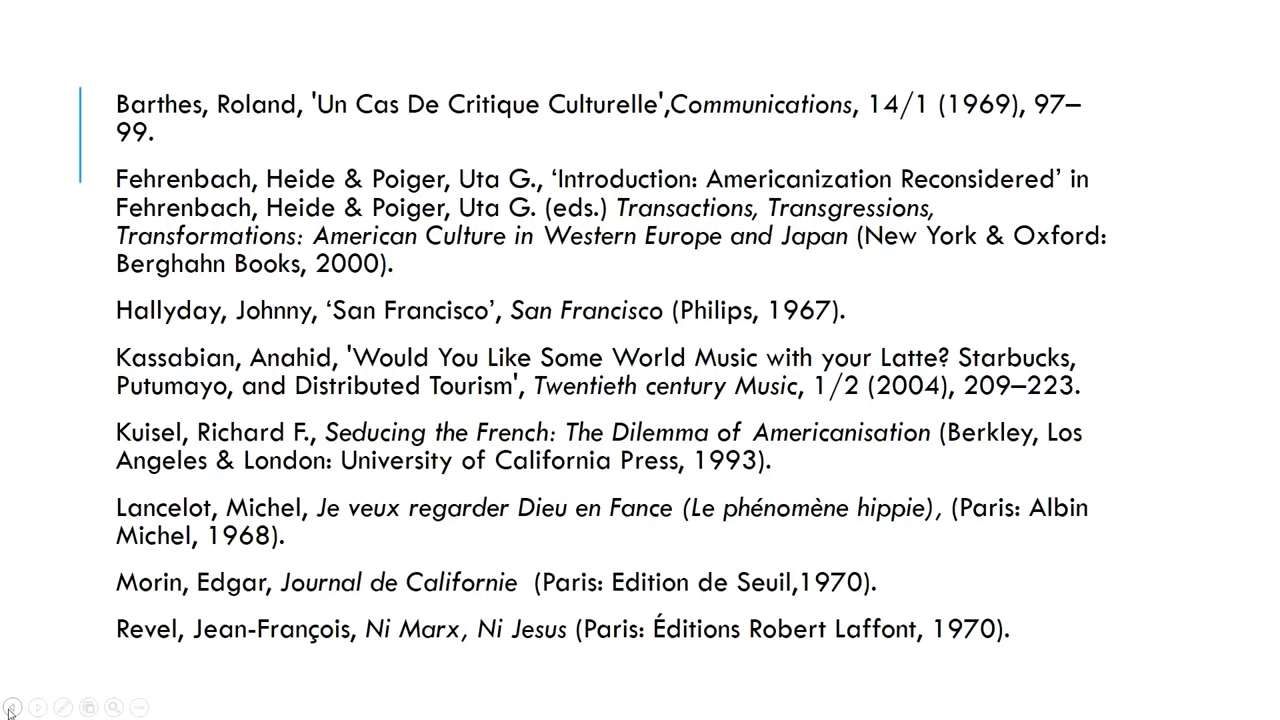 Barthes, Roland, 'Un Cas De Critique Culturelle',Communications, 14/1 (1969), 97–
99.
Fehrenbach, Heide & Poiger, Uta G., ‘Introduction: Americanization Reconsidered’ in
Fehrenbach, Heide & Poiger, Uta G. (eds.) Transactions, Transgressions,
Transformations: American Culture in Western Europe and Japan (New York & Oxford:
Berghahn Books, 2000).
Hallyday, Johnny, ‘San Francisco’, San Francisco (Philips, 1967).
Kassabian, Anahid, 'Would You Like Some World Music with your Latte? Starbucks,
Putumayo, and Distributed Tourism', Twentieth century Music, 1/2 (2004), 209–223.
Kuisel, Richard F., Seducing the French: The Dilemma of Americanisation (Berkley, Los
Angeles & London: University of California Press, 1993).
Lancelot, Michel, Je veux regarder Dieu en Fance (Le phénomène hippie), (Paris: Albin
Michel, 1968).
Morin, Edgar, Journal de Californie (Paris: Edition de Seuil,1970).
Revel, Jean-François, Ni Marx, Ni Jesus (Paris: Éditions Robert Laffont, 1970).